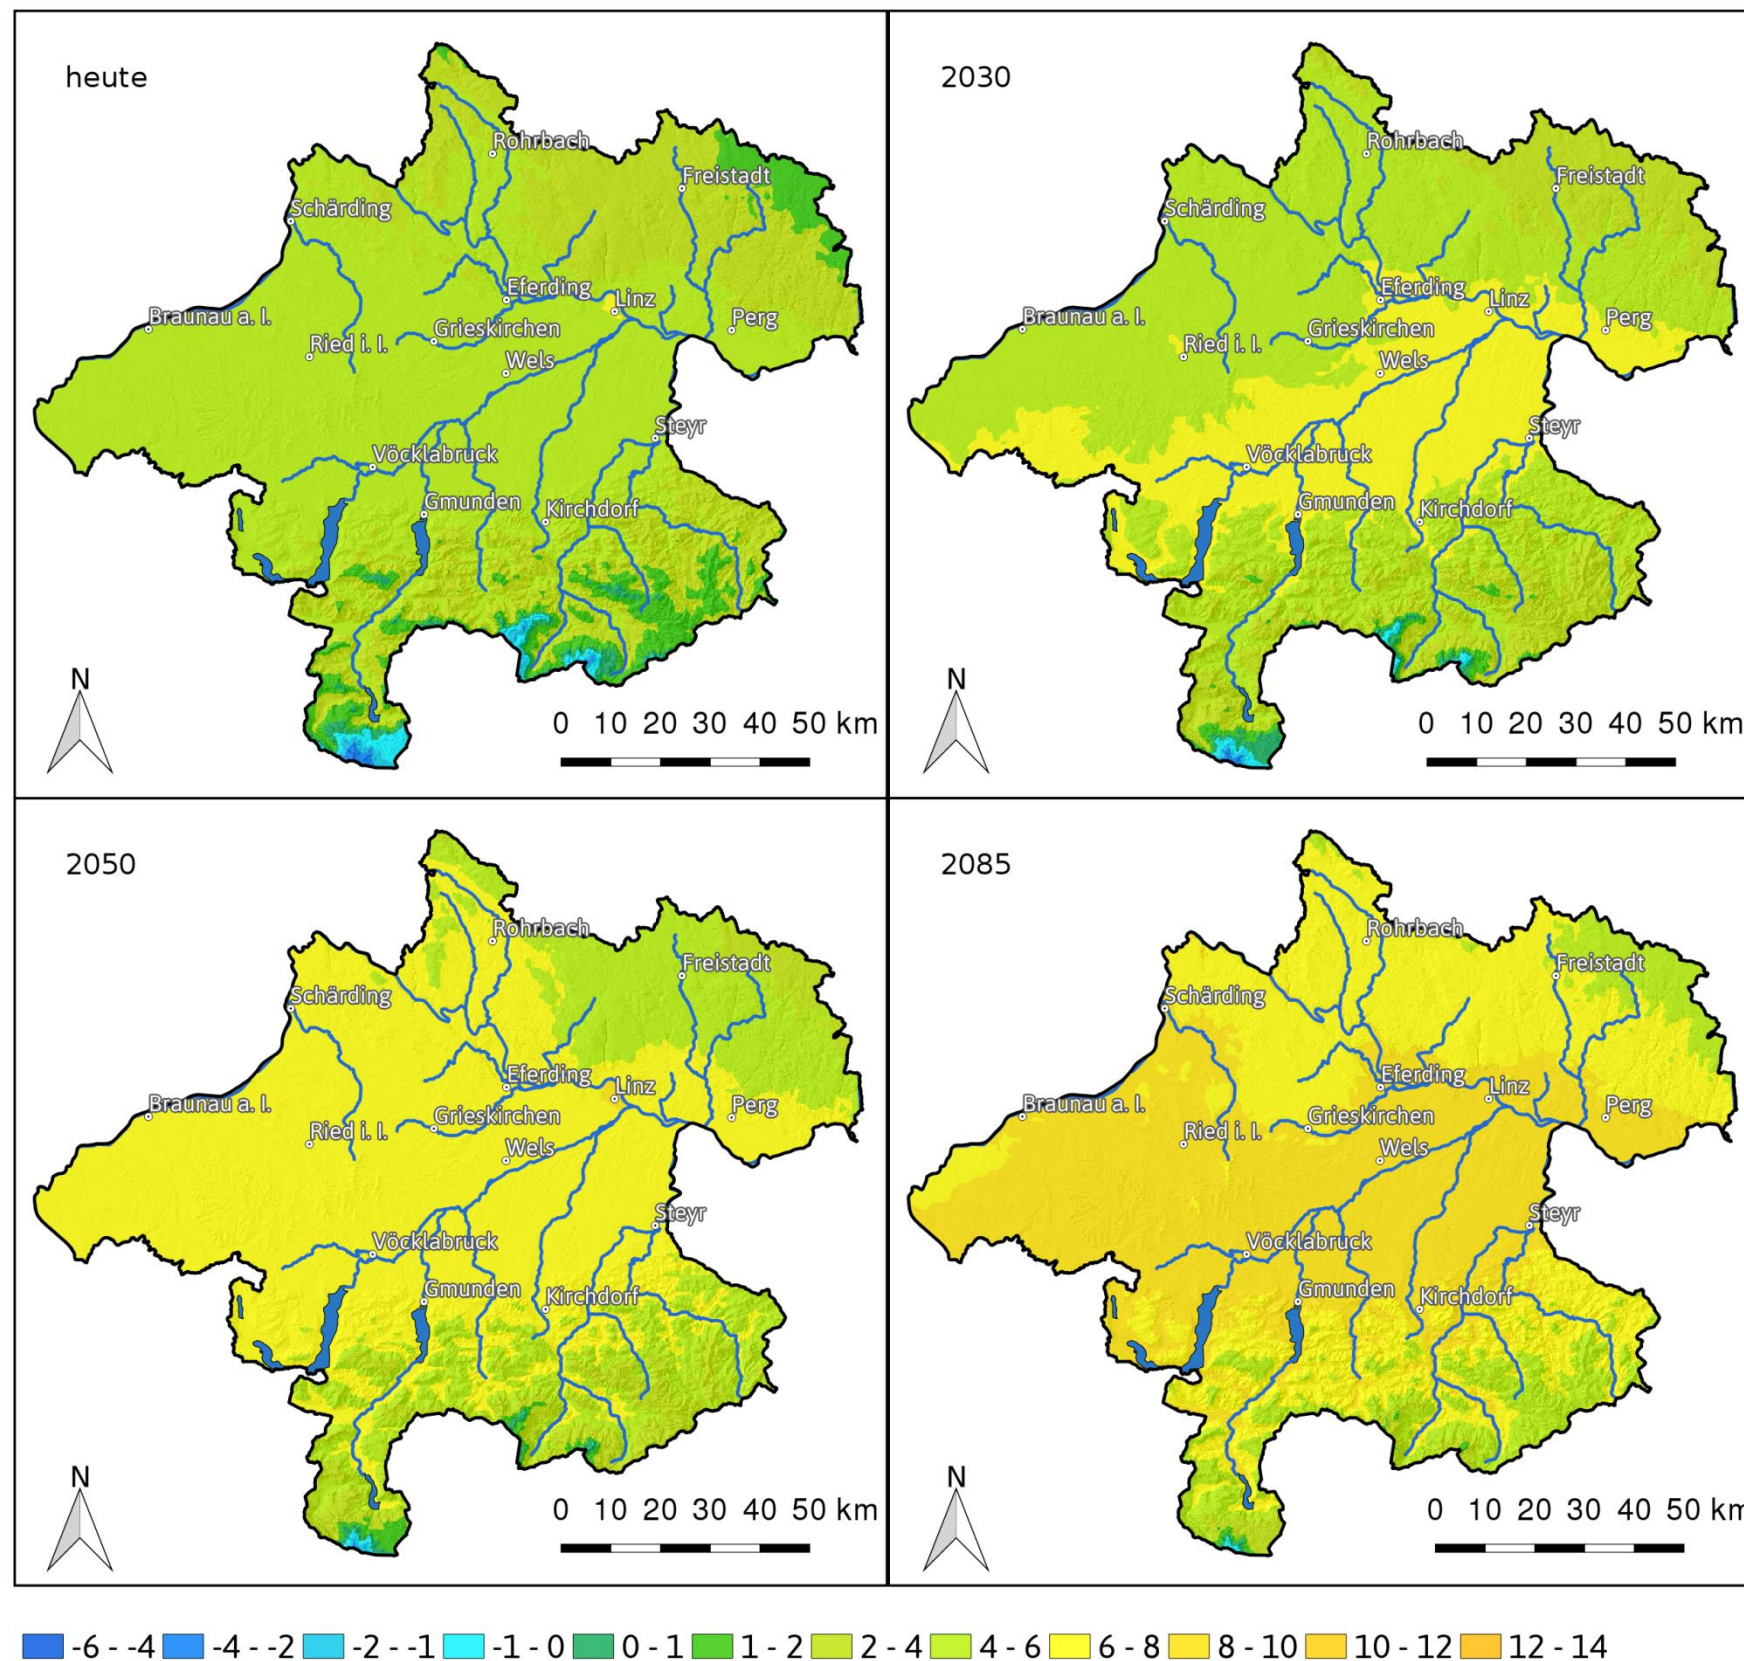 heute
Rohrbach
Freistadt
Schärding
Eferding
Linz
Braunau a. I.
Grieskirchen
Perg
Ried i. I.
Wels
Steyr
Vöcklabruck
Gmunden
Kirchdorf
N
0 10 20 30 40 50 km
2030
Rohrbach
Freistadt
Schärding
Eferding
Linz
Braunau a. I.
Grieskirchen
Perg
Ried i. I.
Wels
Steyr
Vöcklabruck
Gmunden
Kirchdorf
N
0 10 20 30 40 50 km
2050
Rohrbach
Freistadt
Schärding
Eferding
Linz
Braunau a. I.
Grieskirchen
Perg
Ried i. I.
Wels
Steyr
Vöcklabruck
Gmunden
Kirchdorf
N
0 10 20 30 40 50 km
2085
Rohrbach
Freistadt
Schärding
Eferding
Linz
Braunau a. I.
Grieskirchen
Perg
Ried i. I.
Wels
Steyr
Vöcklabruck
Gmunden
Kirchdorf
N
0 10 20 30 40 50 km
-6 - -4 -4 - -2 -2 - -1 -1 - 0 0 - 1 1 - 2 2 - 4 4 - 6 6 - 8 8 - 10 10 - 12 12 - 14